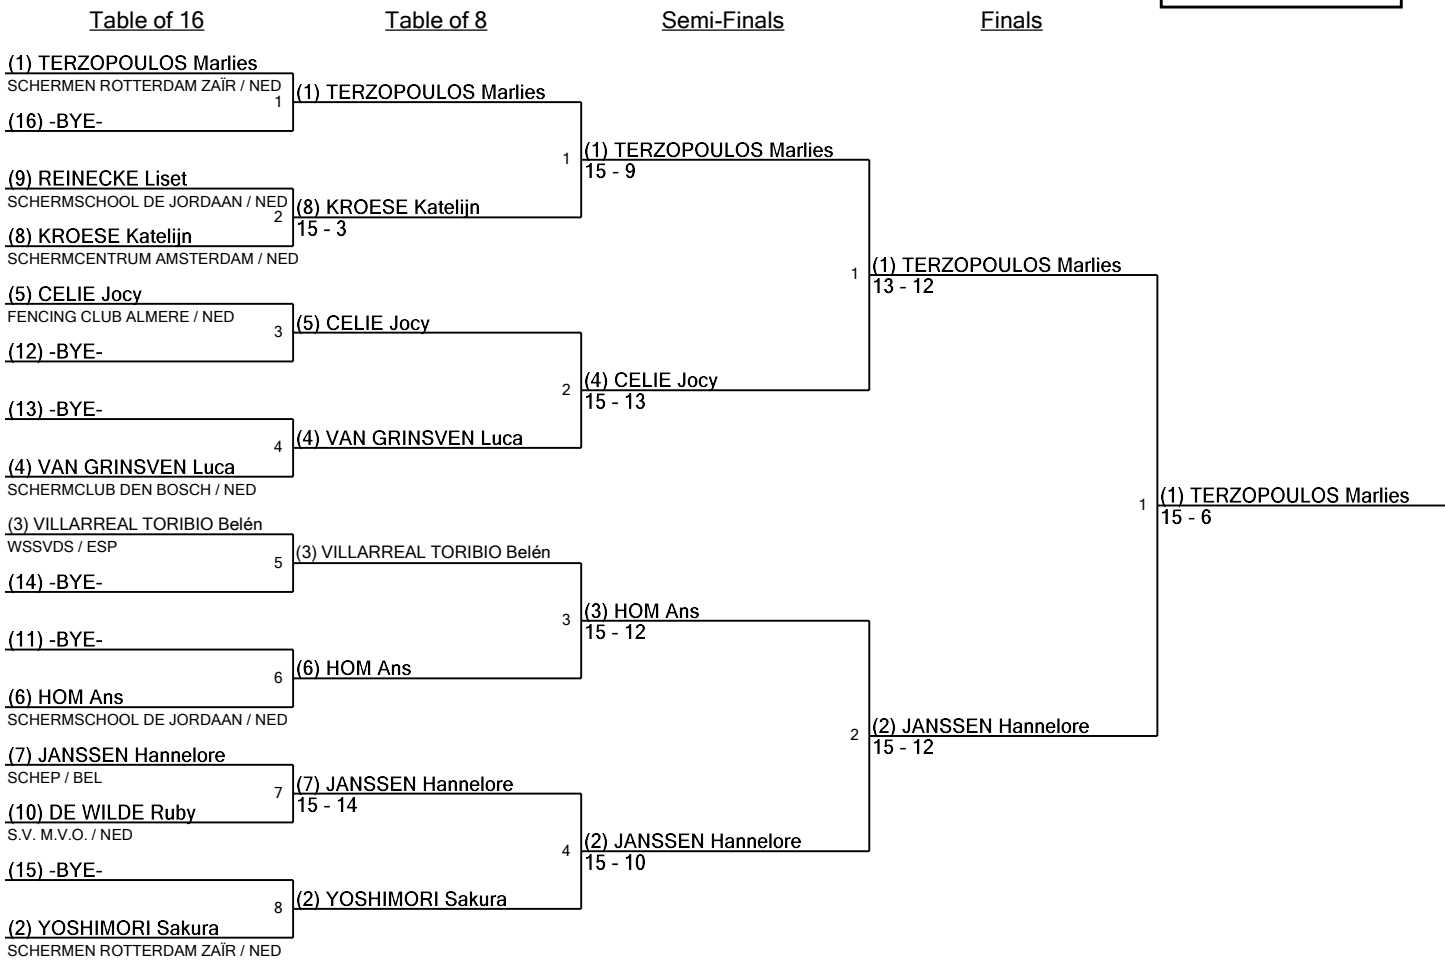 Table of 16
Table of 8
Semi-Finals
Finals
(1) TERZOPOULOS Marlies
SCHERMEN ROTTERDAM ZAÏR / NED
1
(16) -BYE-
(9) REINECKE Liset
SCHERMSCHOOL DE JORDAAN / NED
2
(8) KROESE Katelijn
SCHERMCENTRUM AMSTERDAM / NED
(5) CELIE Jocy
FENCING CLUB ALMERE / NED
3
(12) -BYE-
(13) -BYE-
4
(4) VAN GRINSVEN Luca
SCHERMCLUB DEN BOSCH / NED
(3) VILLARREAL TORIBIO Belén
WSSVDS / ESP
5
(14) -BYE-
(11) -BYE-
6
(6) HOM Ans
SCHERMSCHOOL DE JORDAAN / NED
(7) JANSSEN Hannelore
SCHEP / BEL
7
(10) DE WILDE Ruby
S.V. M.V.O. / NED
(15) -BYE-
8
(2) YOSHIMORI Sakura
SCHERMEN ROTTERDAM ZAÏR / NED
(1) TERZOPOULOS Marlies
1
(8) KROESE Katelijn
15 - 3
(5) CELIE Jocy
2
(4) VAN GRINSVEN Luca
(3) VILLARREAL TORIBIO Belén
3
(6) HOM Ans
(7) JANSSEN Hannelore
15 - 14
4
(2) YOSHIMORI Sakura
(1) TERZOPOULOS Marlies
15 - 9
1
(4) CELIE Jocy
15 - 13
(3) HOM Ans
15 - 12
2
(2) JANSSEN Hannelore
15 - 10
(1) TERZOPOULOS Marlies
13 - 12
1
(2) JANSSEN Hannelore
15 - 12
(1) TERZOPOULOS Marlies
15 - 6